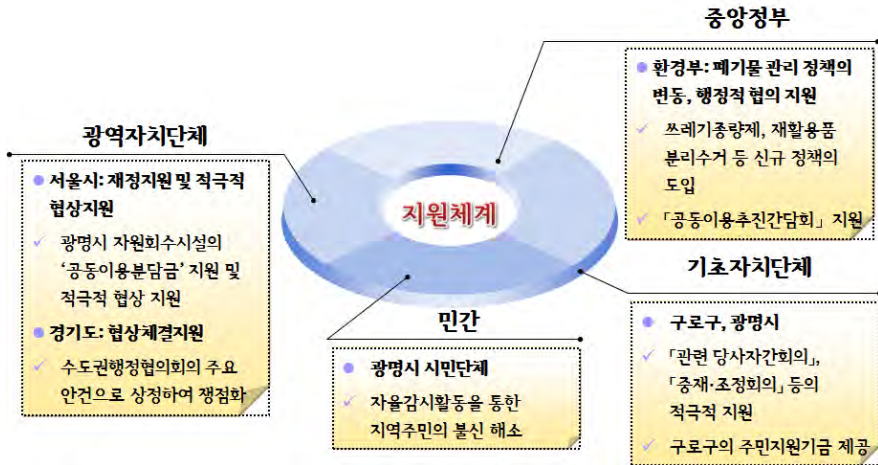 중앙정부
환경부: 폐기물 관리 정책의
변동, 행정적 협의 지원
쓰레기종량제, 재활용품
분리수거 등 신규 정책의
도입
「공동이용추진간담회」 지원
광역자치단체
서울시: 재정지원 및 적극적
협상지원
광명시 자원회수시설의
‘공동이용분담금’ 지원 및
적극적 협상 지원
경기도: 협상체결지원
수도권행정협의회의 주요
안건으로 상정하여 쟁점화
지원체계
민간
광명시 시민단체
자율감시활동을 통한
지역주민의 불신 해소
기초자치단체
구로구, 광명시
「관련 당사자간회의」,
「중재·조정회의」 등의
적극적 지원
구로구의 주민지원기금 제공